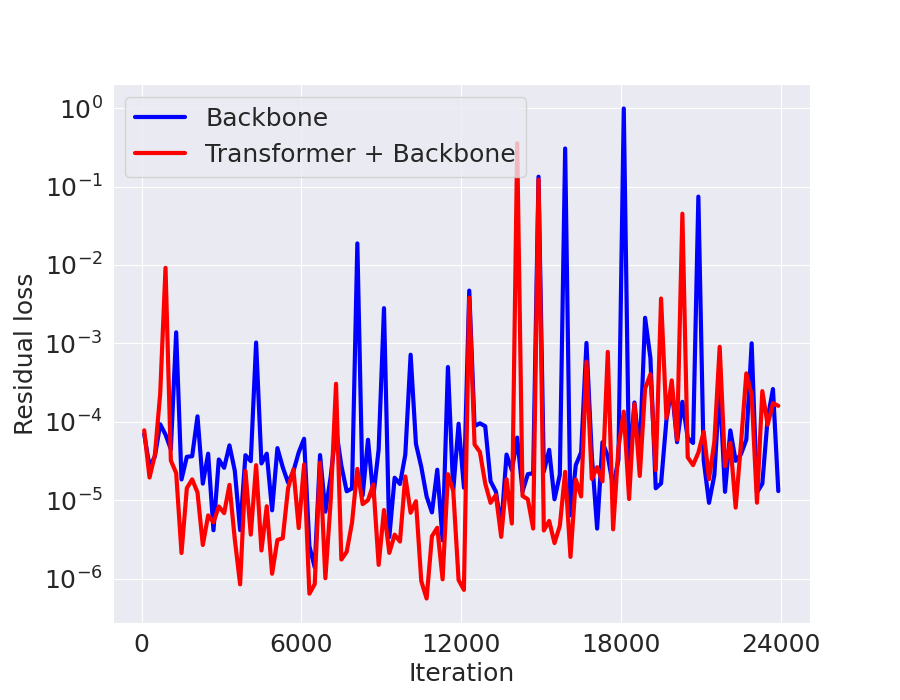 Backbone
Transformer + Backbone
10⁰
10⁻¹
10⁻²
10⁻³
10⁻⁴
10⁻⁵
10⁻⁶
Residual loss
0 6000 12000 18000 24000
Iteration